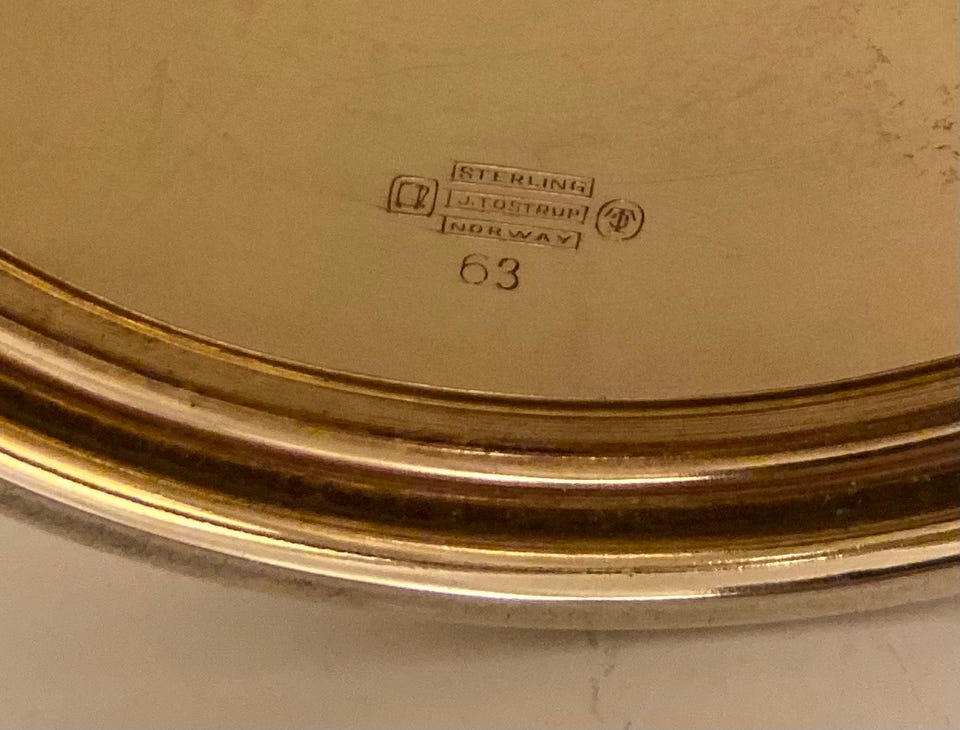 STERLING
J.TOSTRUP
NORWAY
63